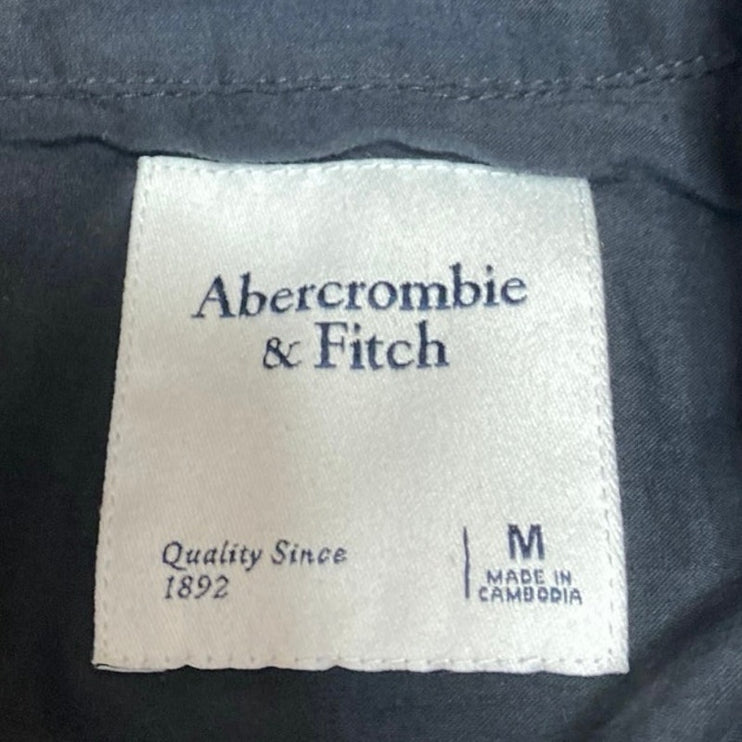 Abercrombie
& Fitch
Quality Since
1892
M
MADE IN
CAMBODIA